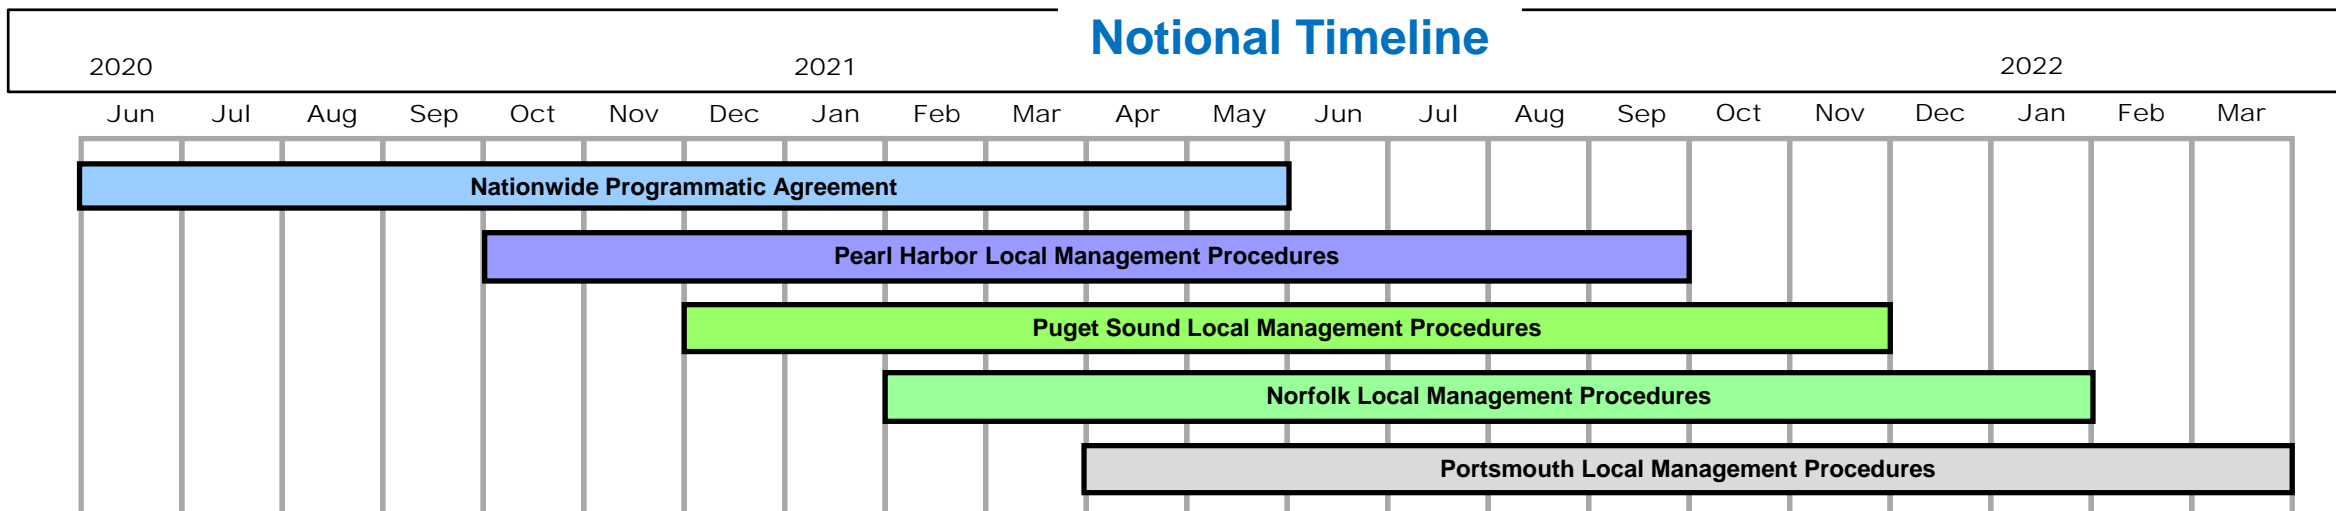 Notional Timeline
2020 2021 2022
Jun Jul Aug Sep Oct Nov Dec Jan Feb Mar Apr May Jun Jul Aug Sep Oct Nov Dec Jan Feb Mar
Nationwide Programmatic Agreement
Pearl Harbor Local Management Procedures
Puget Sound Local Management Procedures
Norfolk Local Management Procedures
Portsmouth Local Management Procedures